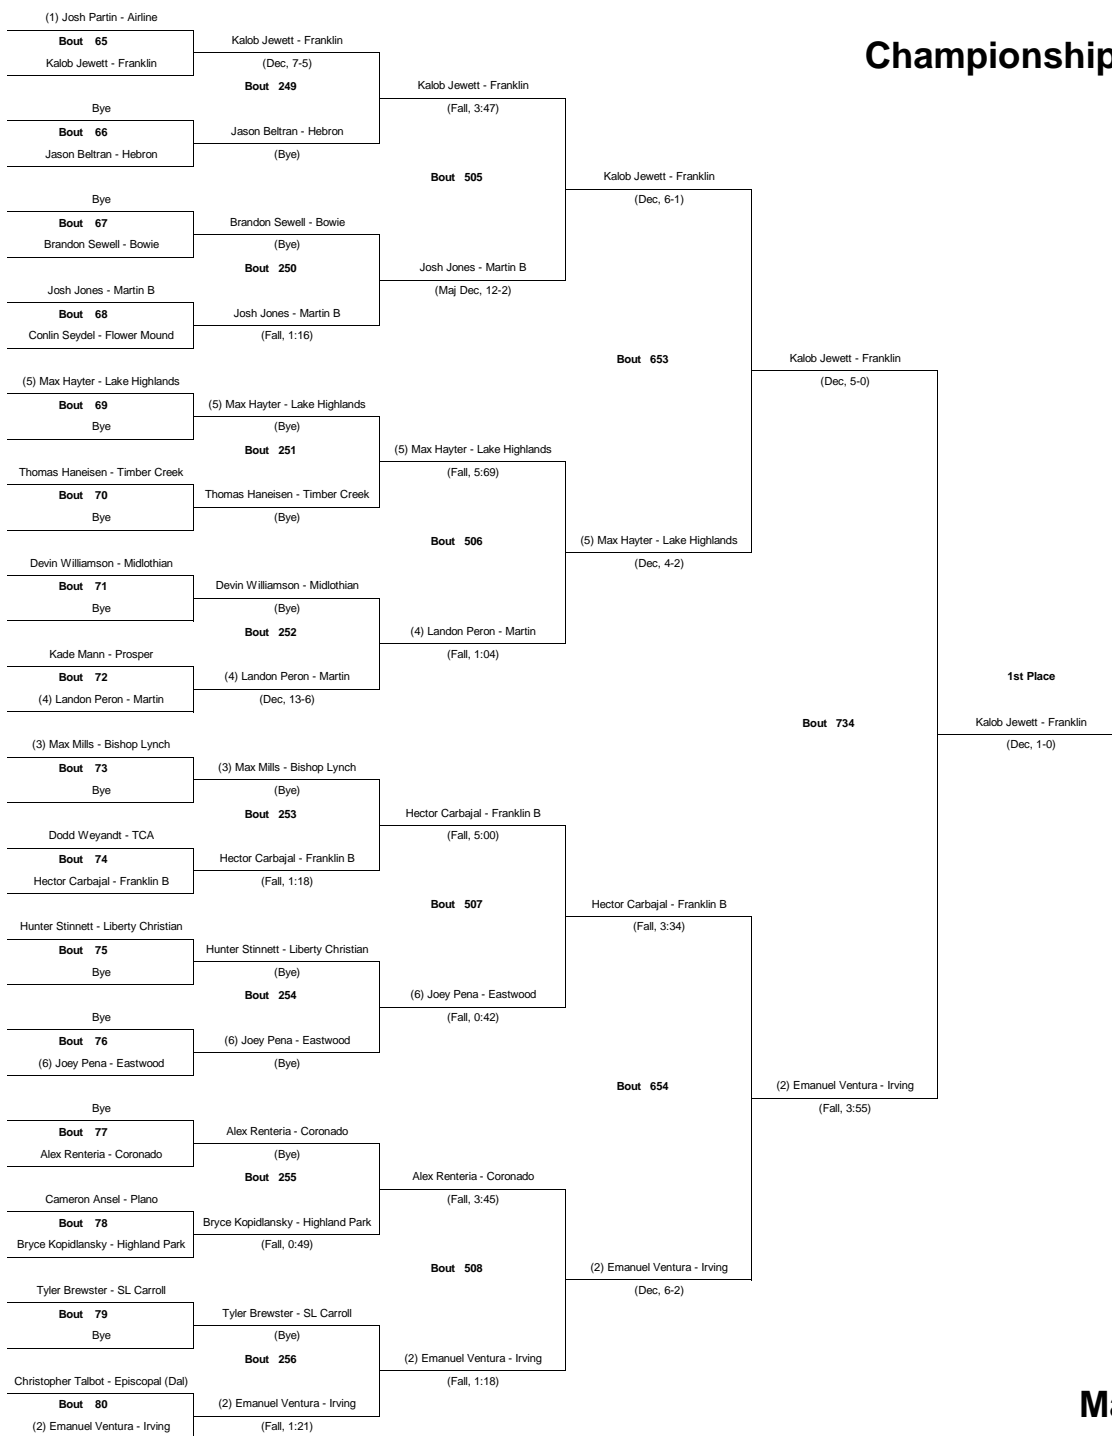 (1) Josh Partin - Airline
Bout 65
Kalob Jewett - Franklin
Bye
Bout 66
Jason Beltran - Hebron
Bye
Bout 67
Brandon Sewell - Bowie
Josh Jones - Martin B
Bout 68
Conlin Seydel - Flower Mound
(5) Max Hayter - Lake Highlands
Bout 69
Bye
Thomas Haneisen - Timber Creek
Bout 70
Bye
Devin Williamson - Midlothian
Bout 71
Bye
Kade Mann - Prosper
Bout 72
(4) Landon Peron - Martin
(3) Max Mills - Bishop Lynch
Bout 73
Bye
Dodd Weyandt - TCA
Bout 74
Hector Carbajal - Franklin B
Hunter Stinnett - Liberty Christian
Bout 75
Bye
Bye
Bout 76
(6) Joey Pena - Eastwood
Bye
Bout 77
Alex Renteria - Coronado
Cameron Ansel - Plano
Bout 78
Bryce Kopidlansky - Highland Park
Tyler Brewster - SL Carroll
Bout 79
Bye
Christopher Talbot - Episcopal (Dal)
Bout 80
(2) Emanuel Ventura - Irving
Kalob Jewett - Franklin
(Dec, 7-5)
Bout 249
Jason Beltran - Hebron
(Bye)
Brandon Sewell - Bowie
(Bye)
Bout 250
Josh Jones - Martin B
(Fall, 1:16)
(5) Max Hayter - Lake Highlands
(Bye)
Bout 251
Thomas Haneisen - Timber Creek
(Bye)
Devin Williamson - Midlothian
(Bye)
Bout 252
(4) Landon Peron - Martin
(Dec, 13-6)
(3) Max Mills - Bishop Lynch
(Bye)
Bout 253
Hector Carbajal - Franklin B
(Fall, 1:18)
Hunter Stinnett - Liberty Christian
(Bye)
Bout 254
(6) Joey Pena - Eastwood
(Bye)
Alex Renteria - Coronado
(Bye)
Bout 255
Bryce Kopidlansky - Highland Park
(Fall, 0:49)
Tyler Brewster - SL Carroll
(Bye)
Bout 256
(2) Emanuel Ventura - Irving
(Fall, 1:21)
Kalob Jewett - Franklin
(Fall, 3:47)
Bout 505
Josh Jones - Martin B
(Maj Dec, 12-2)
(5) Max Hayter - Lake Highlands
(Fall, 5:69)
Bout 506
(4) Landon Peron - Martin
(Fall, 1:04)
Hector Carbajal - Franklin B
(Fall, 5:00)
Bout 507
(6) Joey Pena - Eastwood
(Fall, 0:42)
Alex Renteria - Coronado
(Fall, 3:45)
Bout 508
(2) Emanuel Ventura - Irving
(Fall, 1:18)
Kalob Jewett - Franklin
(Dec, 6-1)
Bout 653
(5) Max Hayter - Lake Highlands
(Dec, 4-2)
Hector Carbajal - Franklin B
(Fall, 3:34)
Bout 654
(2) Emanuel Ventura - Irving
(Dec, 6-2)
Kalob Jewett - Franklin
(Dec, 5-0)
Bout 734
(2) Emanuel Ventura - Irving
(Fall, 3:55)
Championship
1st Place
Kalob Jewett - Franklin
(Dec, 1-0)